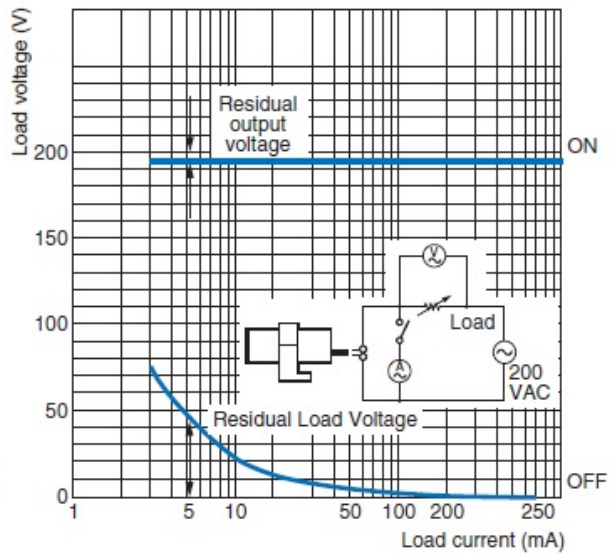 Load voltage (V)
200
150
100
50
0
Residual
output
voltage
ON
V
Load
A
200
VAC
Residual Load Voltage
OFF
1
5
10
50
100
200
250
Load current (mA)